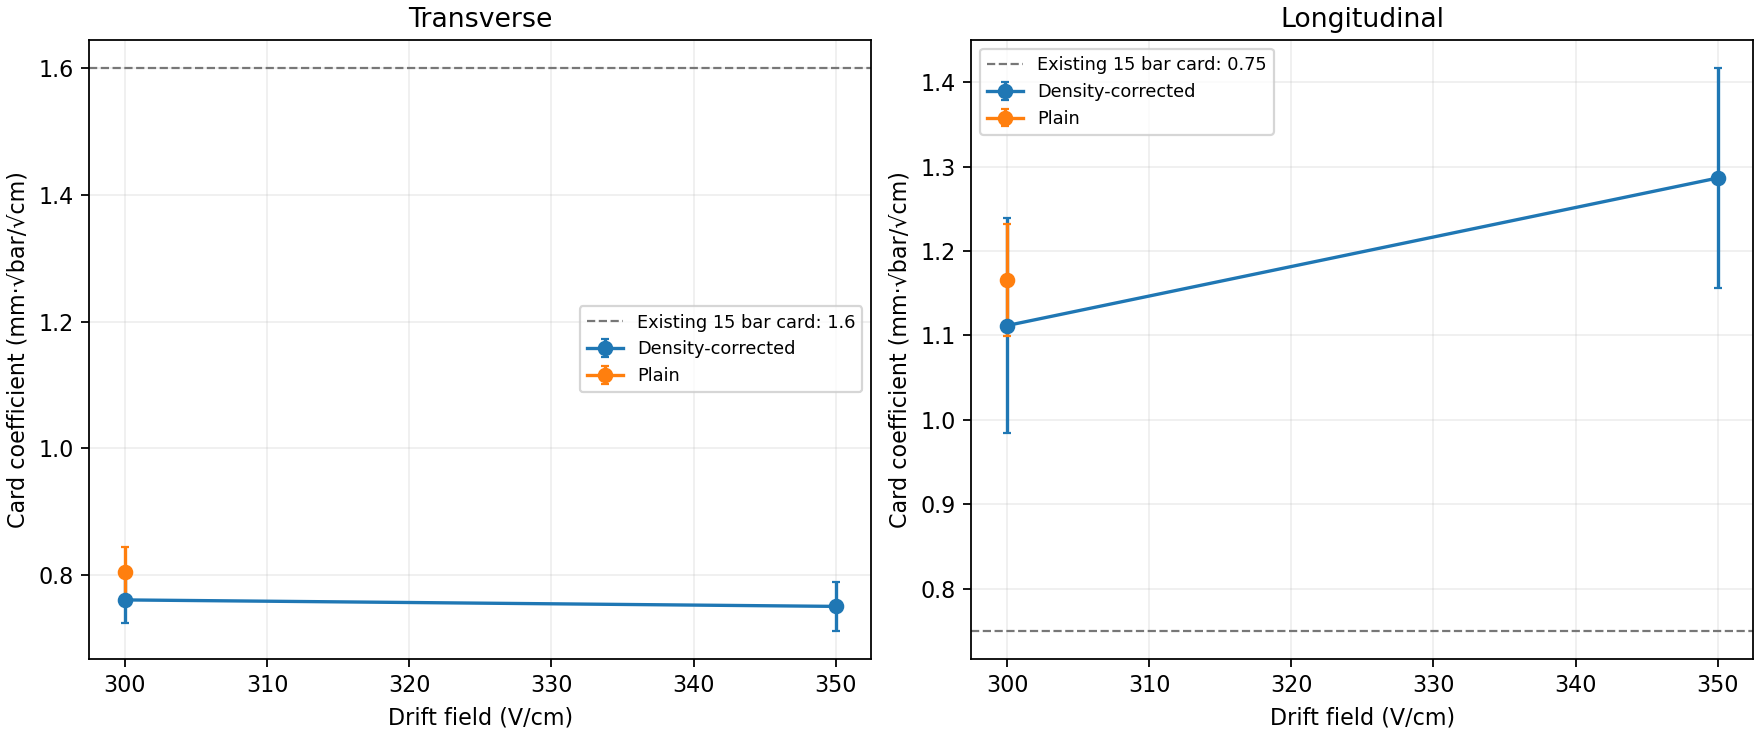 Transverse
Card coefficient (mm·√bar/√cm)
1.6
1.4
1.2
1.0
0.8
Existing 15 bar card: 1.6
Density-corrected
Plain
300
310
320
330
340
350
Drift field (V/cm)
Longitudinal
Card coefficient (mm·√bar/√cm)
1.4
1.3
1.2
1.1
1.0
0.9
0.8
Existing 15 bar card: 0.75
Density-corrected
Plain
300
310
320
330
340
350
Drift field (V/cm)